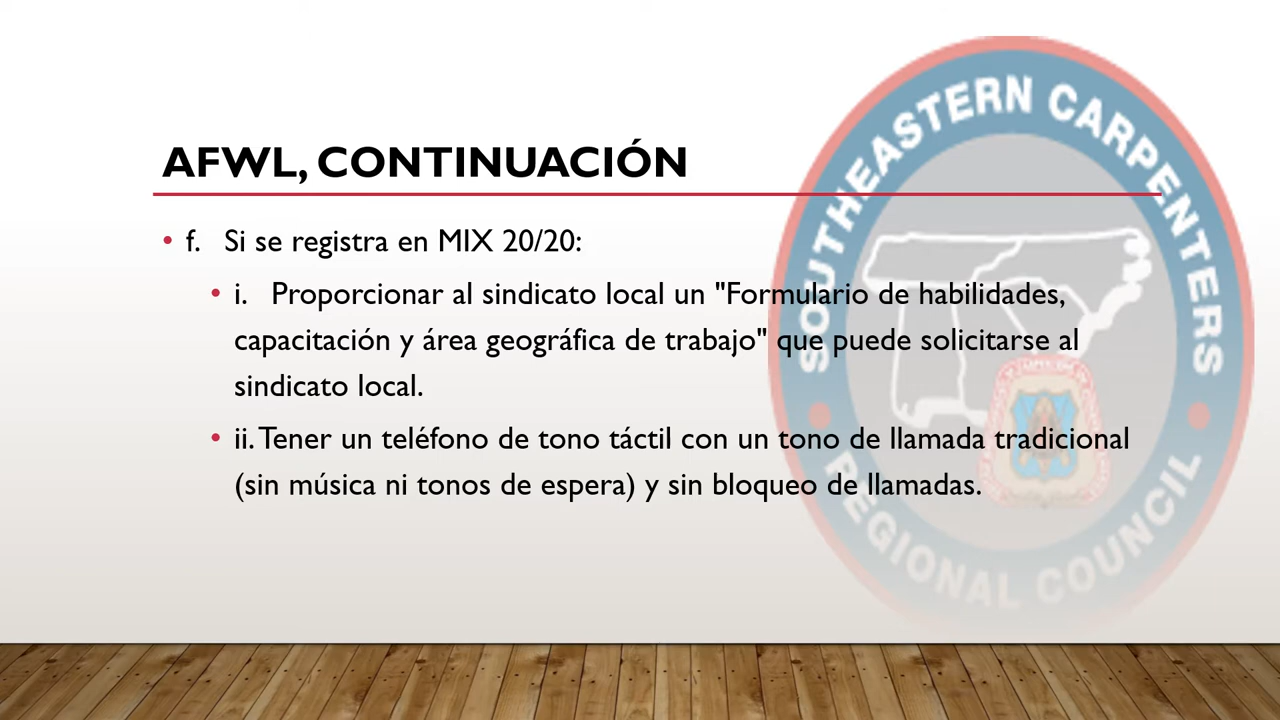 SOUTHEASTERN CARPENTERS
REGIONAL COUNCIL
AFWL, CONTINUACIÓN
• f. Si se registra en MIX 20/20:
• i. Proporcionar al sindicato local un "Formulario de habilidades,
capacitación y área geográfica de trabajo" que puede solicitarse al
sindicato local.
• ii. Tener un teléfono de tono táctil con un tono de llamada tradicional
(sin música ni tonos de espera) y sin bloqueo de llamadas.